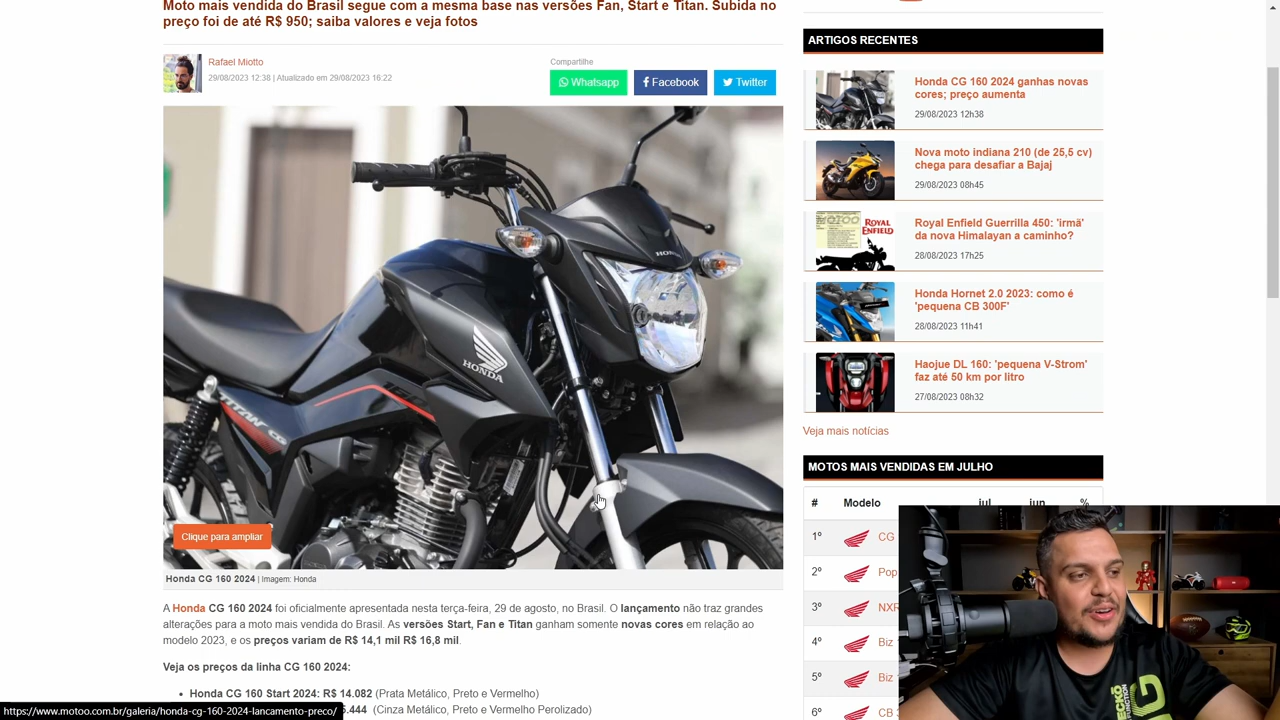 Moto mais vendida do Brasil segue com a mesma base nas versões Fan, Start e Titan. Subida no
preço foi de até R$ 950; saiba valores e veja fotos
Rafael Miotto
29/08/2023 12:38 | Atualizado em 29/08/2023 16:22
Compartilhe
Whatsapp
Facebook
Twitter
HONDA
HONDA
TITAN CG
Clique para ampliar
Honda CG 160 2024 | Imagem: Honda
A Honda CG 160 2024 foi oficialmente apresentada nesta terça-feira, 29 de agosto, no Brasil. O lançamento não traz grandes
alterações para a moto mais vendida do Brasil. As versões Start, Fan e Titan ganham somente novas cores em relação ao
modelo 2023, e os preços variam de R$ 14,1 mil R$ 16,8 mil.
Veja os preços da linha CG 160 2024:
• Honda CG 160 Start 2024: R$ 14.082 (Prata Metálico, Preto e Vermelho)
5.444 (Cinza Metálico, Preto e Vermelho Perolizado)
https://www.motoo.com.br/galeria/honda-cg-160-2024-lancamento-preco/
ARTIGOS RECENTES
Honda CG 160 2024 ganhas novas
cores; preço aumenta
29/08/2023 12h38
Nova moto indiana 210 (de 25,5 cv)
chega para desafiar a Bajaj
29/08/2023 08h45
ROYAL
ENFIELD
Royal Enfield Guerrilla 450: 'irmã'
da nova Himalayan a caminho?
28/08/2023 17h25
Honda Hornet 2.0 2023: como é
'pequena CB 300F'
28/08/2023 11h41
Haojue DL 160: 'pequena V-Strom'
faz até 50 km por litro
27/08/2023 08h32
Veja mais notícias
MOTOS MAIS VENDIDAS EM JULHO
# Modelo jul jun %
1º CG
2º Pop
3º NXR
4º Biz
5º Biz
6º CB